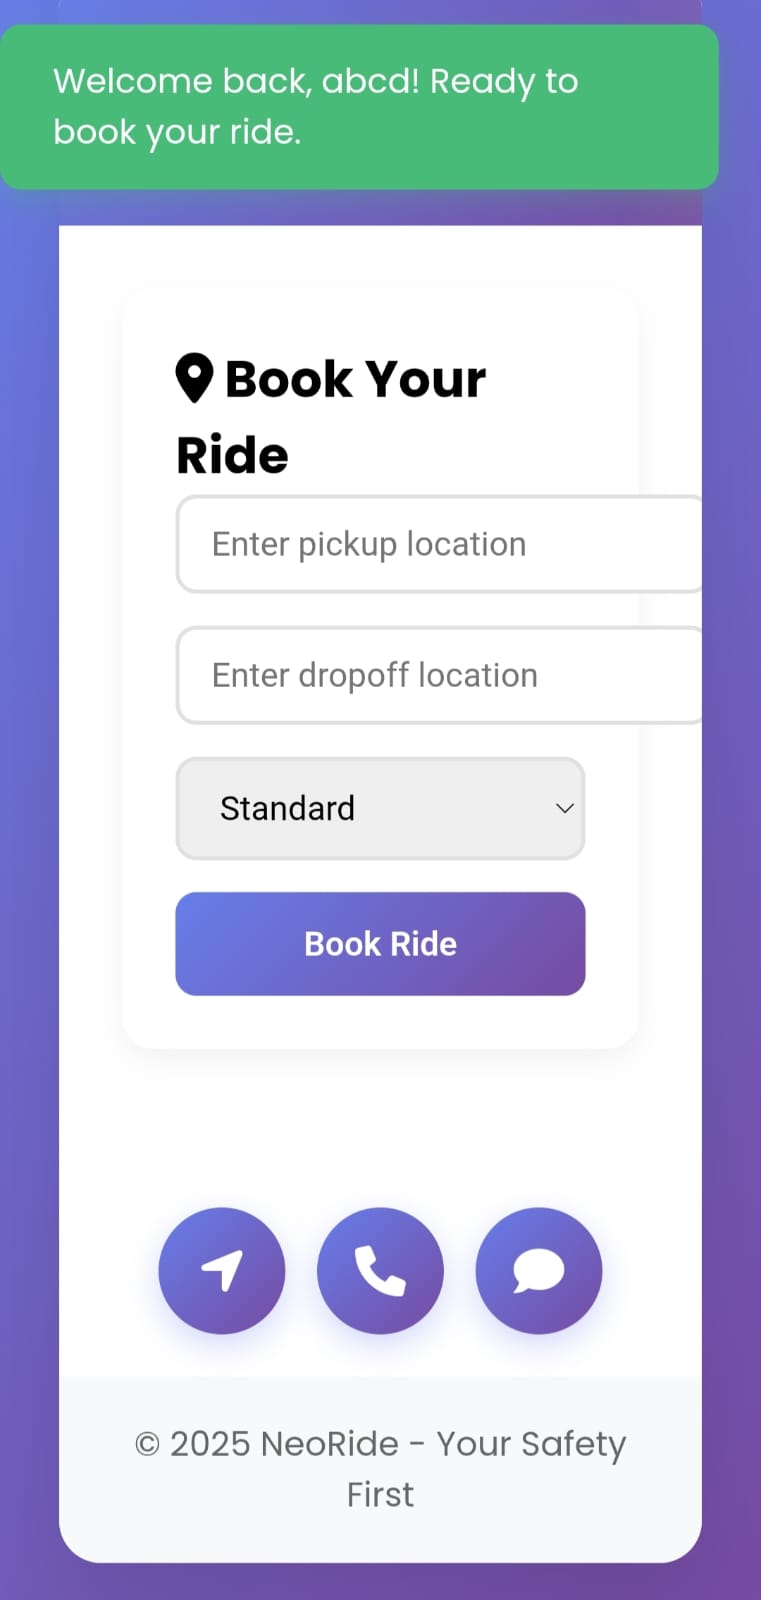 Welcome back, abcd! Ready to
book your ride.
Book Your
Ride
Enter pickup location
Enter dropoff location
Standard
Book Ride
© 2025 NeoRide - Your Safety
First